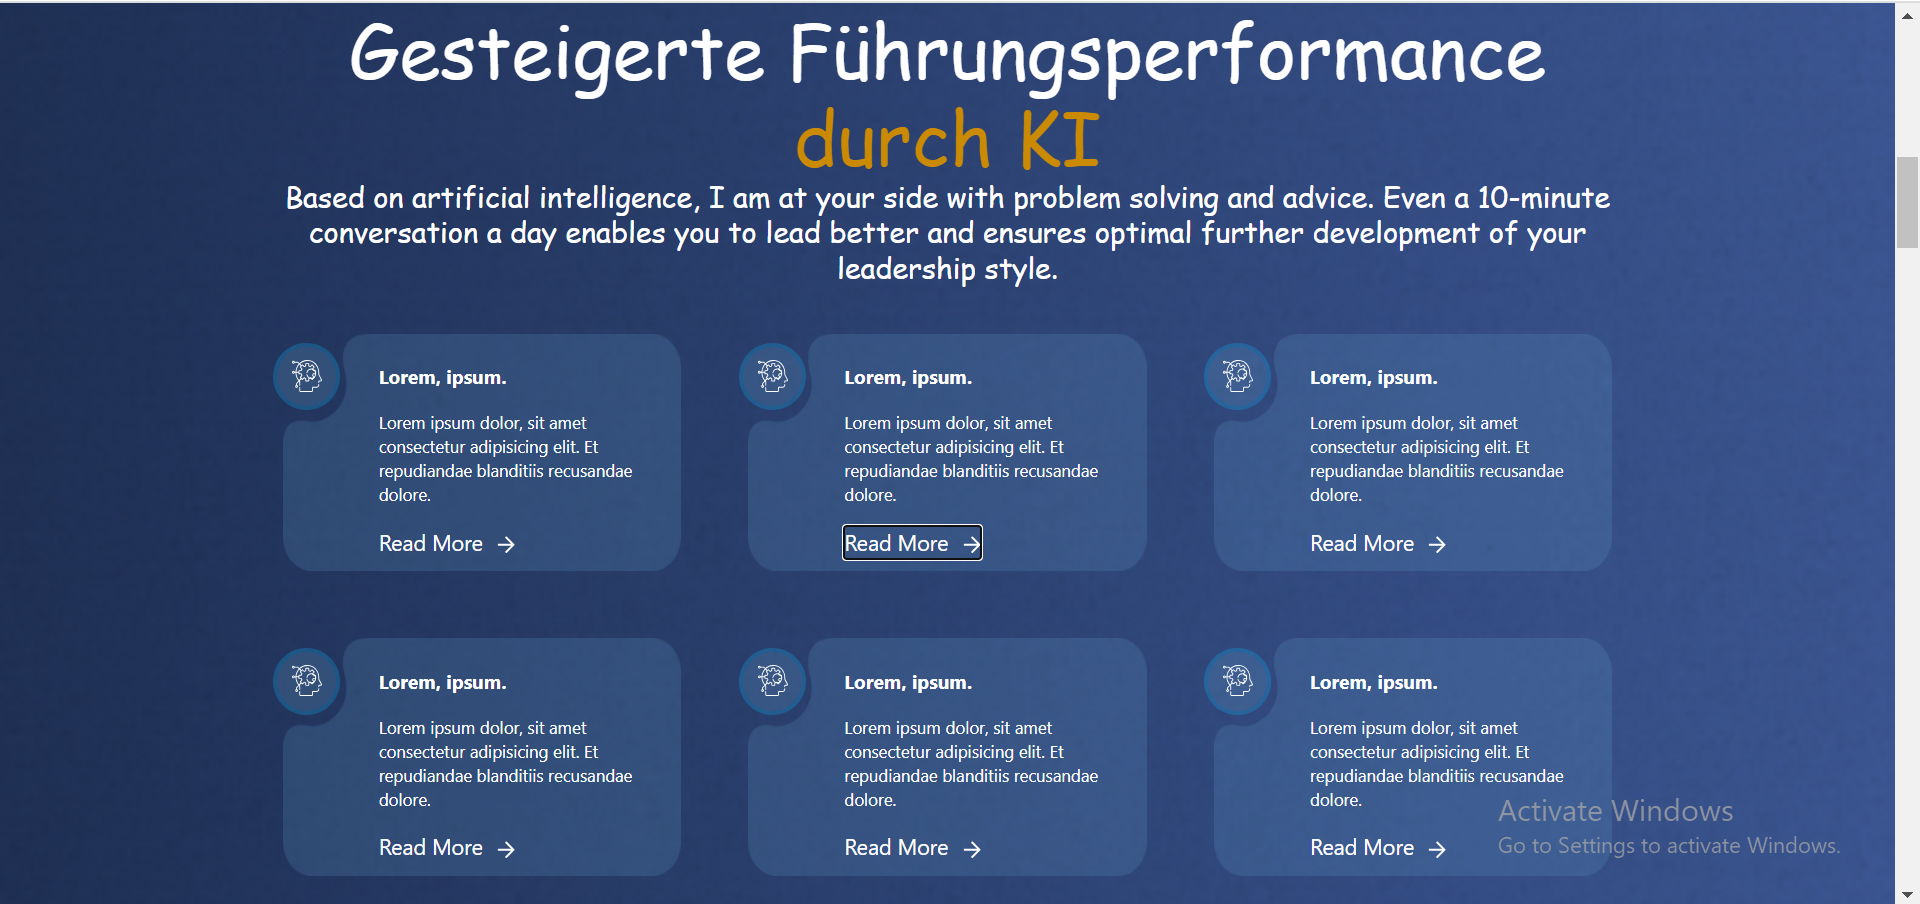 Gesteigerte Führungsperformance
durch KI
Based on artificial intelligence, I am at your side with problem solving and advice. Even a 10-minute
conversation a day enables you to lead better and ensures optimal further development of your
leadership style.
Lorem, ipsum.
Lorem ipsum dolor, sit amet
consectetur adipisicing elit. Et
repudiandae blanditiis recusandae
dolore.
Read More →
Lorem, ipsum.
Lorem ipsum dolor, sit amet
consectetur adipisicing elit. Et
repudiandae blanditiis recusandae
dolore.
Read More →
Lorem, ipsum.
Lorem ipsum dolor, sit amet
consectetur adipisicing elit. Et
repudiandae blanditiis recusandae
dolore.
Read More →
Lorem, ipsum.
Lorem ipsum dolor, sit amet
consectetur adipisicing elit. Et
repudiandae blanditiis recusandae
dolore.
Read More →
Lorem, ipsum.
Lorem ipsum dolor, sit amet
consectetur adipisicing elit. Et
repudiandae blanditiis recusandae
dolore.
Read More →
Lorem, ipsum.
Lorem ipsum dolor, sit amet
consectetur adipisicing elit. Et
repudiandae blanditiis recusandae
dolore.
Read More →
Activate Windows
Go to Settings to activate Windows.